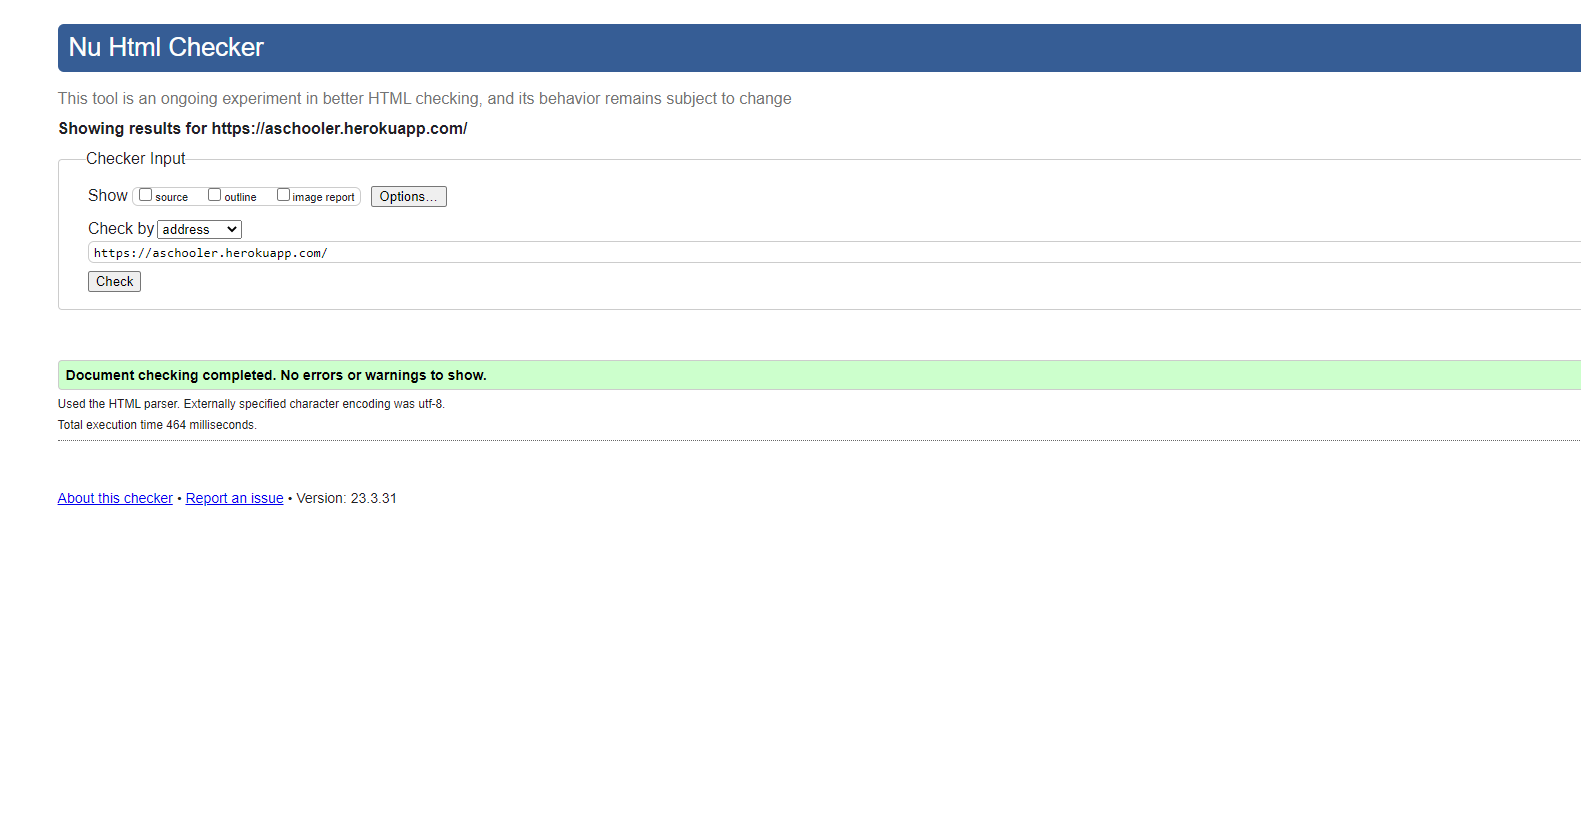 Nu Html Checker
This tool is an ongoing experiment in better HTML checking, and its behavior remains subject to change
Showing results for https://aschooler.herokuapp.com/
Checker Input
Show source outline image report Options...
Check by address
https://aschooler.herokuapp.com/
Check
Document checking completed. No errors or warnings to show.
Used the HTML parser. Externally specified character encoding was utf-8.
Total execution time 464 milliseconds.
About this checker • Report an issue • Version: 23.3.31